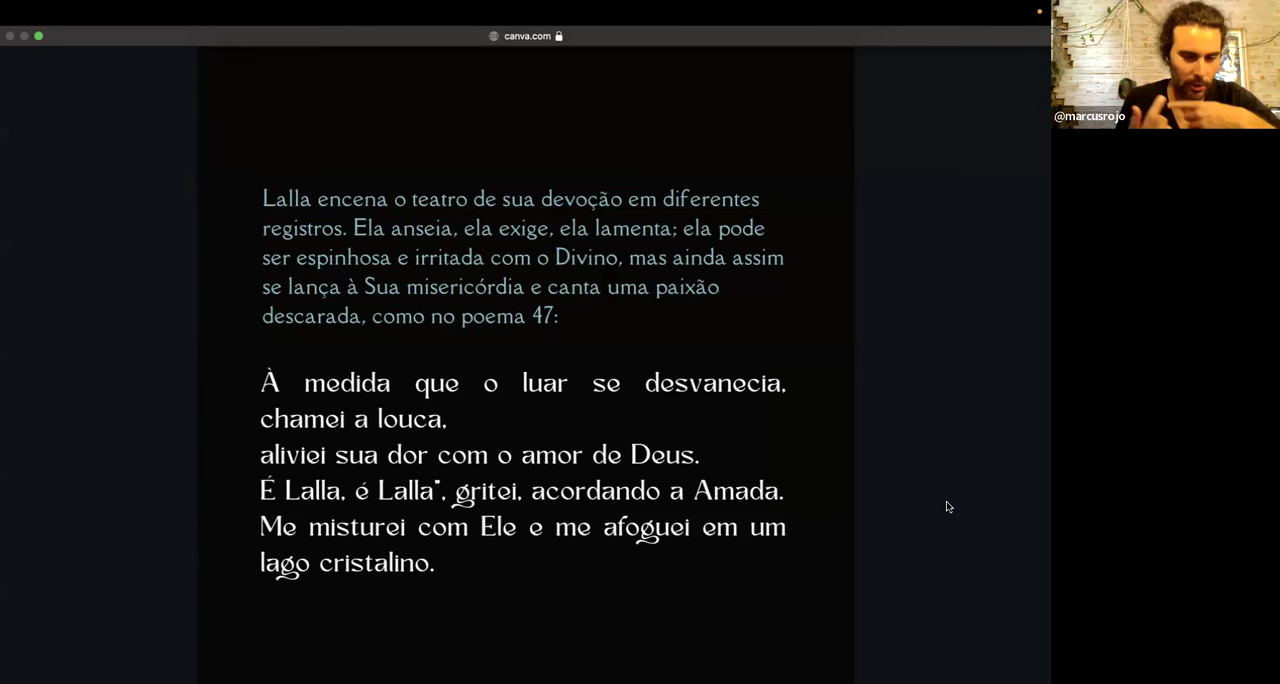 canva.com
@marcusrojo
Lalla encena o teatro de sua devoção em diferentes
registros. Ela anseia, ela exige, ela lamenta; ela pode
ser espinhosa e irritada com o Divino, mas ainda assim
se lança à Sua misericórdia e canta uma paixão
descarada, como no poema 47:
À medida que o luar se desvanecia,
chamei a louca,
aliviei sua dor com o amor de Deus.
É Lalla, é Lalla", gritei, acordando a Amada.
Me misturei com Ele e me afoguei em um
lago cristalino.